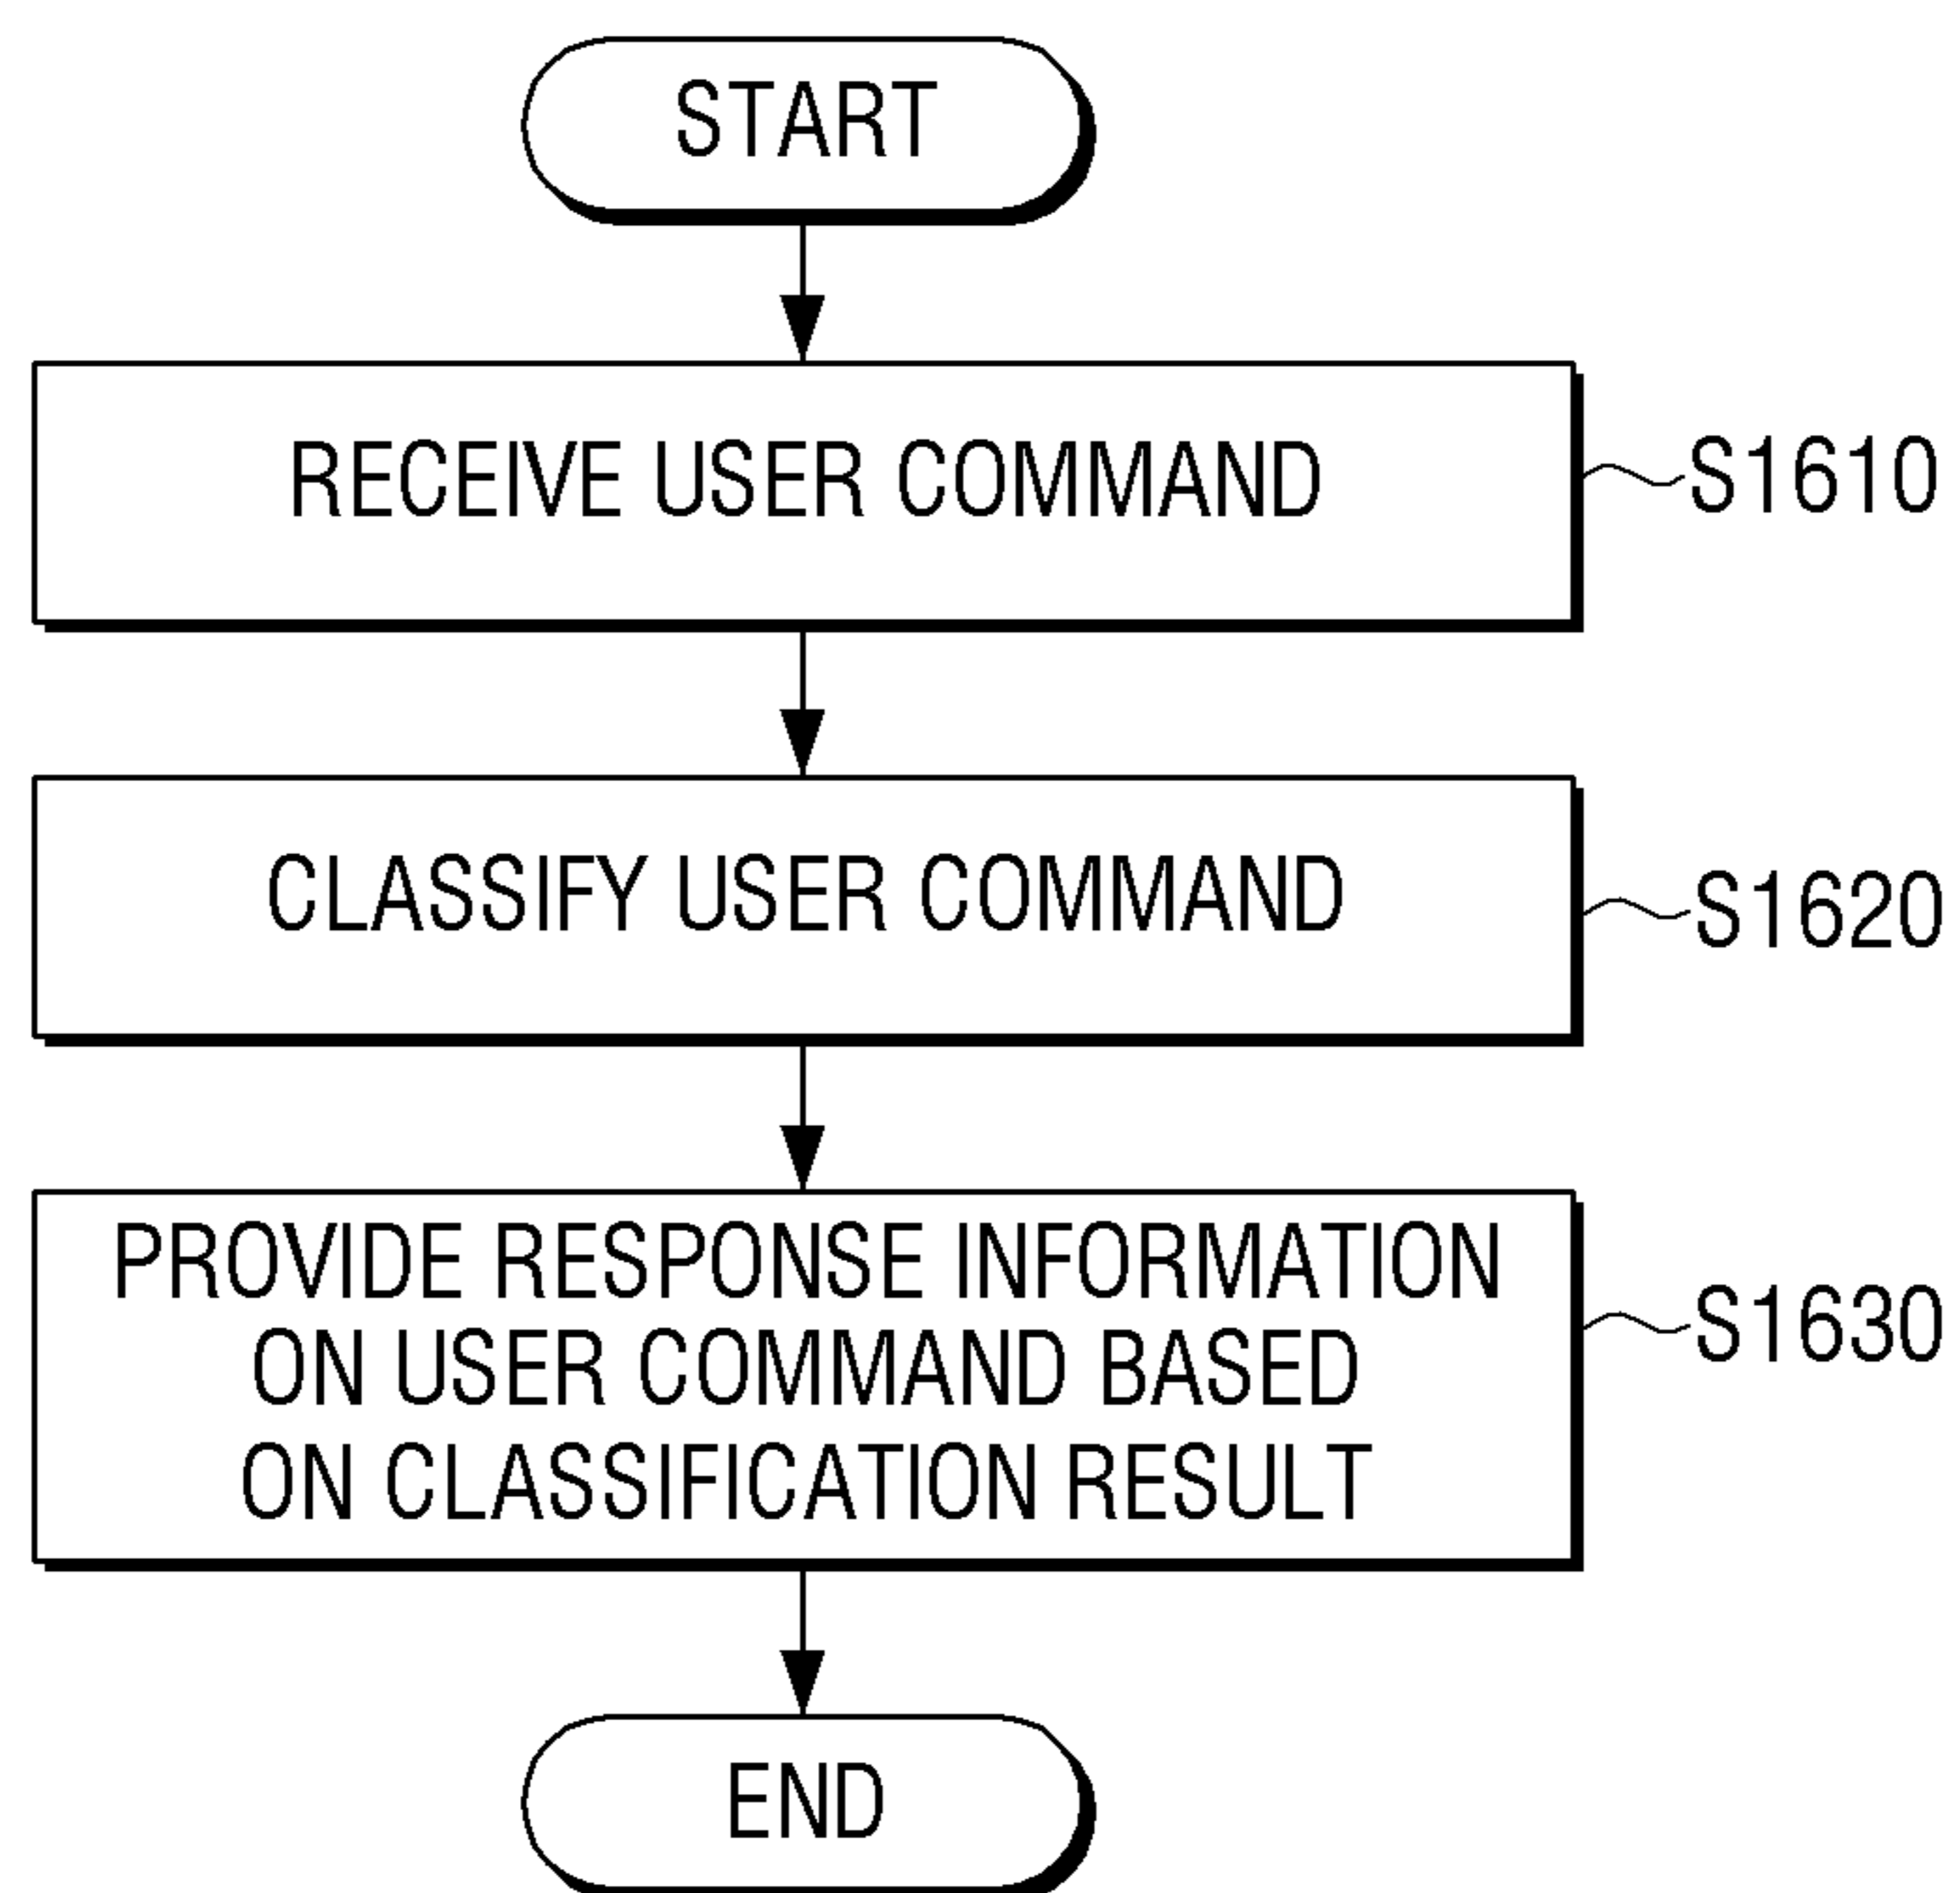 START
RECEIVE USER COMMAND
S1610
CLASSIFY USER COMMAND
S1620
PROVIDE RESPONSE INFORMATION
ON USER COMMAND BASED
ON CLASSIFICATION RESULT
S1630
END